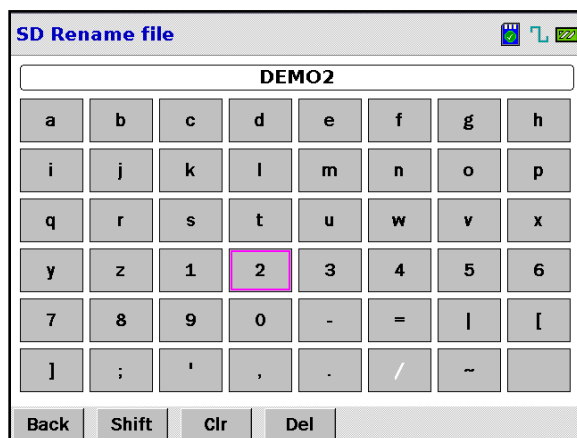 SD Rename file
DEMO2
a b c d e f g h
i j k l m n o p
q r s t u w v x
y z 1 2 3 4 5 6
7 8 9 0 - = | [
] ; ' , . / ~
Back Shift Clr Del